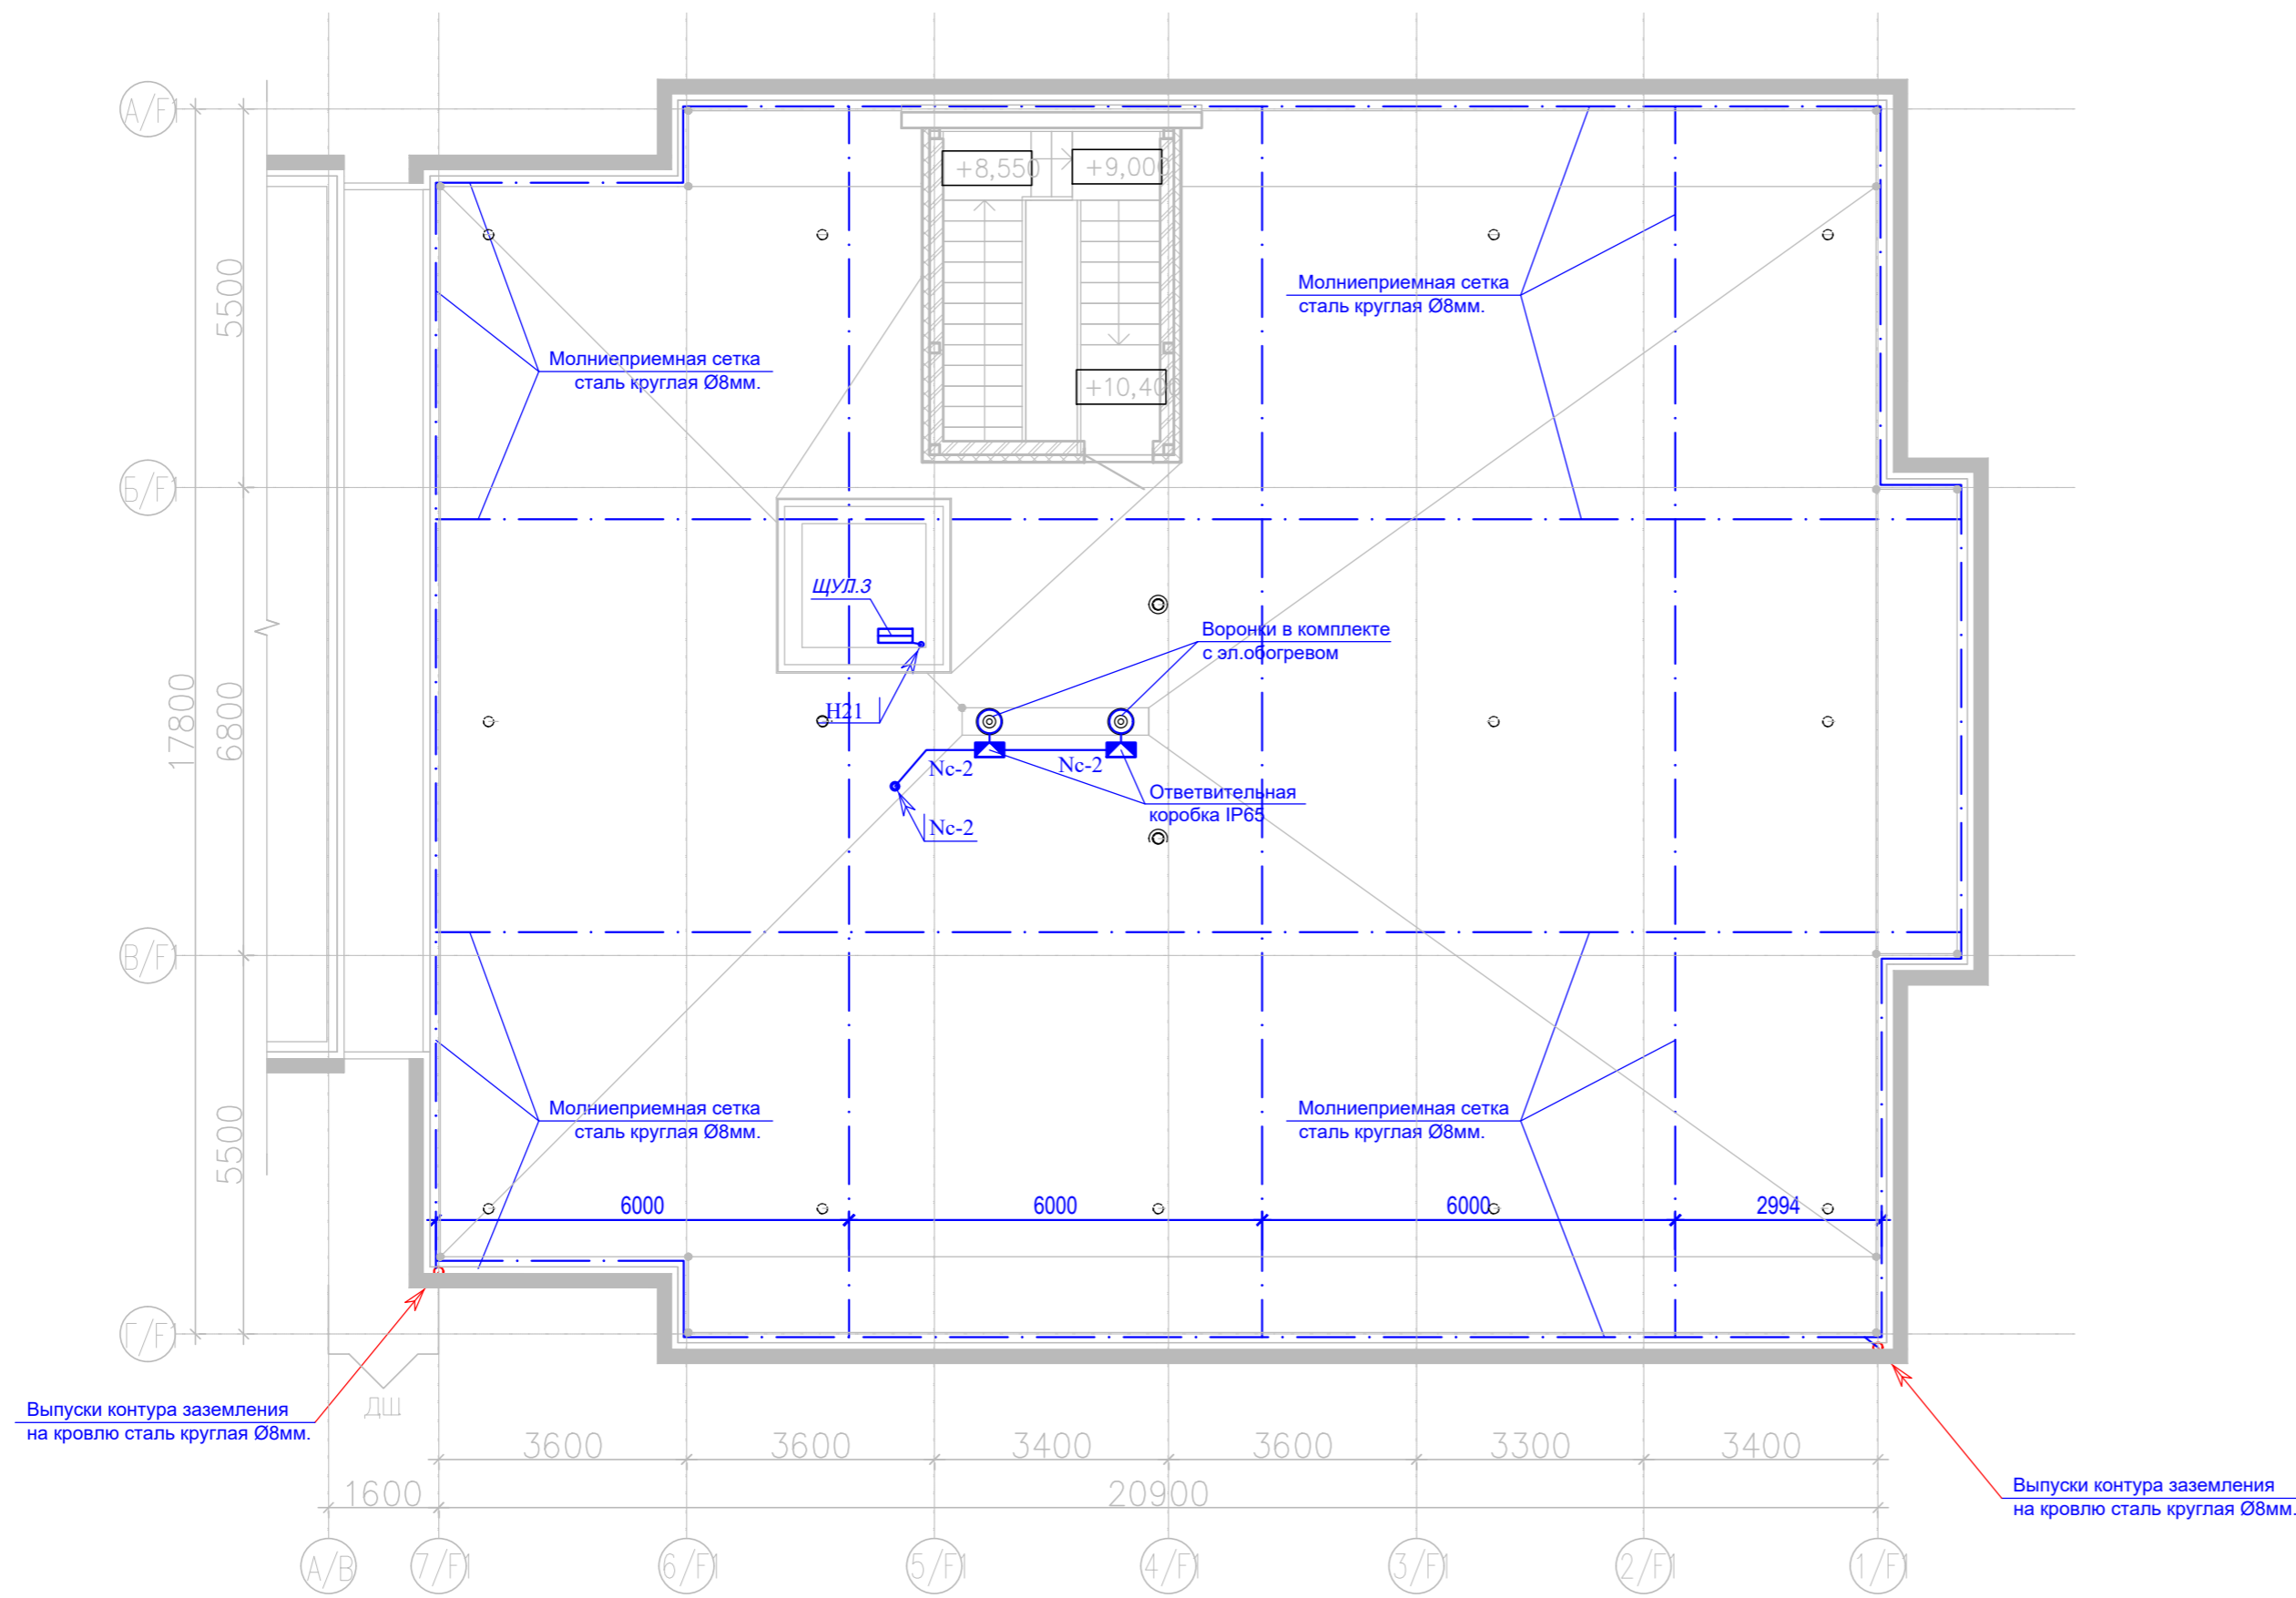 А/F1
+8,550
+9,000
5500
Молниеприемная сетка
сталь круглая Ø8мм.
Молниеприемная сетка
сталь круглая Ø8мм.
+10,400
Б/F1
ЩУЛ.3
Воронки в комплекте
с эл.обогревом
17800
6800
Н21
Nc-2
Nc-2
Ответвительная
коробка IP65
Nc-2
В/F1
5500
Молниеприемная сетка
сталь круглая Ø8мм.
Молниеприемная сетка
сталь круглая Ø8мм.
6000
6000
6000
2994
Г/F1
ДШ
Выпуски контура заземления
на кровлю сталь круглая Ø8мм.
3600
3600
3400
3600
3300
3400
1600
20900
Выпуски контура заземления
на кровлю сталь круглая Ø8мм.
А/В
7/F1
6/F1
5/F1
4/F1
3/F1
2/F1
1/F1